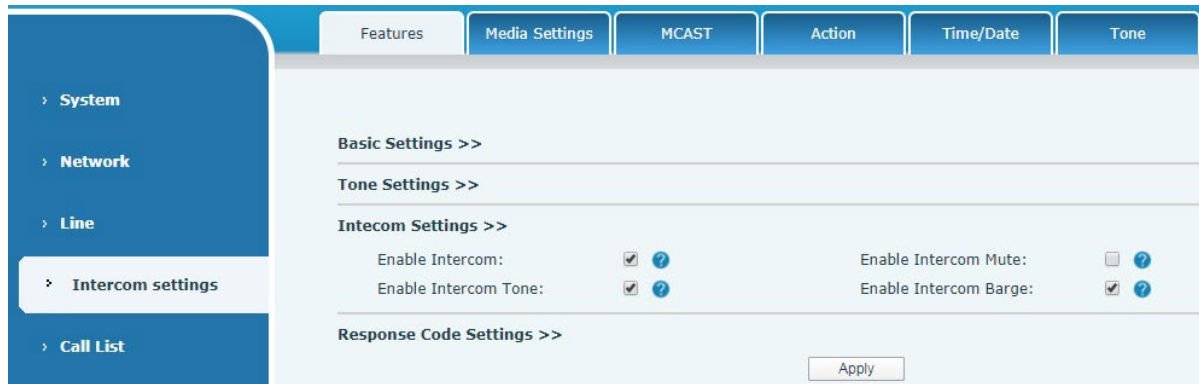 Features Media Settings MCAST Action Time/Date Tone
System
Network
Line
Intercom settings
Call List
Basic Settings >>
Tone Settings >>
Intecom Settings >>
Enable Intercom: Enable Intercom Mute:
Enable Intercom Tone: Enable Intercom Barge:
Response Code Settings >>
Apply